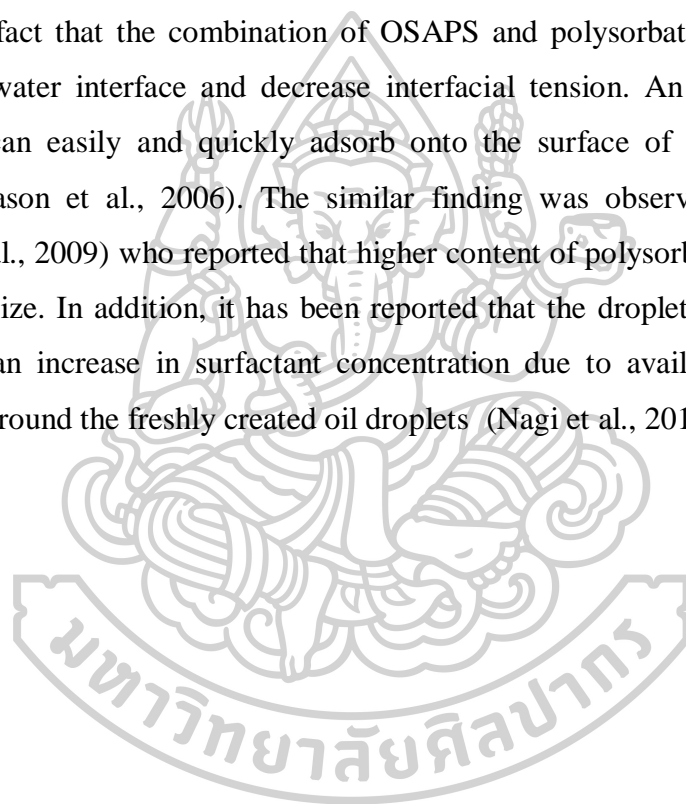 fact that the combination of OSAPS and polysorbat
water interface and decrease interfacial tension. An
can easily and quickly adsorb onto the surface of
ason et al., 2006). The similar finding was observ
al., 2009) who reported that higher content of polysorb
ize. In addition, it has been reported that the droplet
an increase in surfactant concentration due to avail
round the freshly created oil droplets (Nagi et al., 201
มหาวิทยาลัยศิลปากร